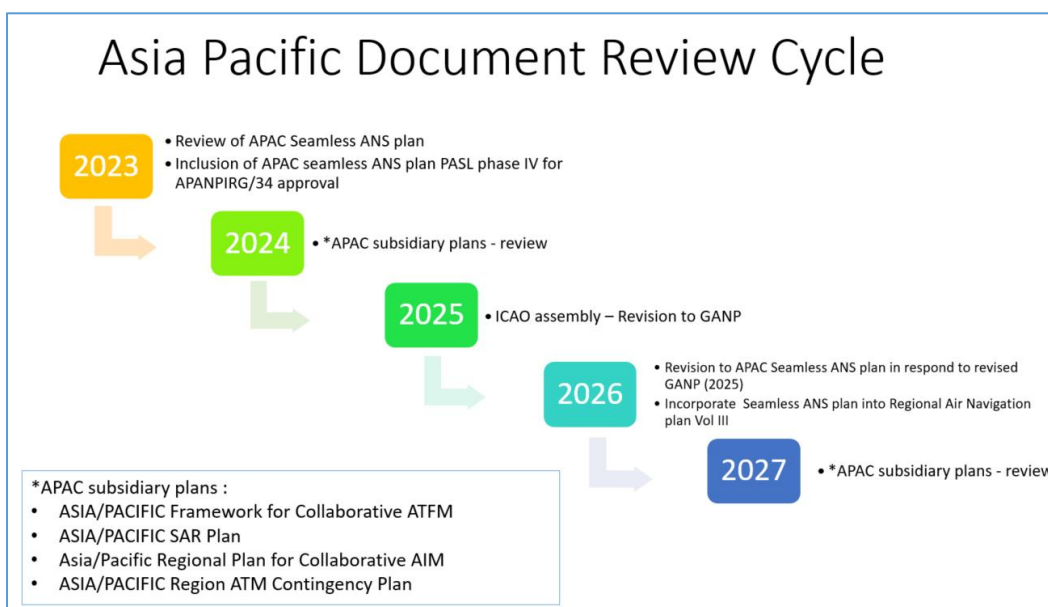 Asia Pacific Document Review Cycle
2023
• Review of APAC Seamless ANS plan
• Inclusion of APAC seamless ANS plan PASL phase IV for
APANPIRG/34 approval
2024
• *APAC subsidiary plans - review
2025
• ICAO assembly – Revision to GANP
2026
• Revision to APAC Seamless ANS plan in respond to revised
GANP (2025)
• Incorporate Seamless ANS plan into Regional Air Navigation
plan Vol III
2027
• *APAC subsidiary plans - review
*APAC subsidiary plans :
• ASIA/PACIFIC Framework for Collaborative ATFM
• ASIA/PACIFIC SAR Plan
• Asia/Pacific Regional Plan for Collaborative AIM
• ASIA/PACIFIC Region ATM Contingency Plan